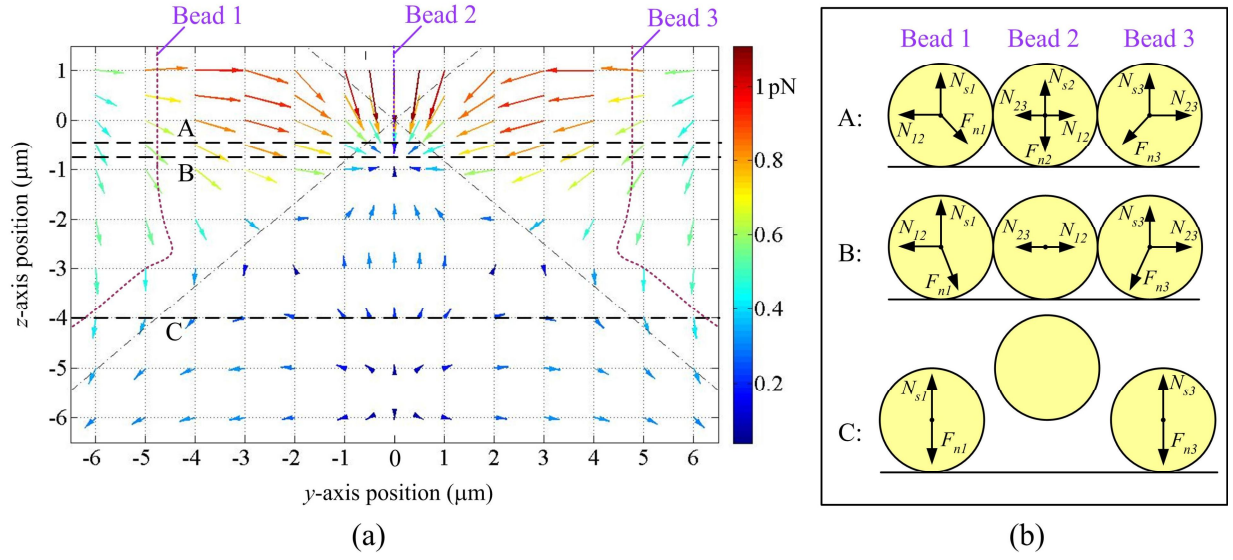 Bead 1
Bead 2
Bead 3
1
0
-1
-2
-3
-4
-5
-6
z-axis position (μm)
A
B
C
-6 -5 -4 -3 -2 -1 0 1 2 3 4 5 6
y-axis position (μm)
1 pN
0.8
0.6
0.4
0.2
(a)
Bead 1 Bead 2 Bead 3
A:
Ns1 N12 Fn1
Ns2 N23 N12 Fn2
Ns3 N23 Fn3
B:
Ns1 N12 Fn1
N23 N12
Ns3 N23 Fn3
C:
Ns1 Fn1
Ns3 Fn3
(b)